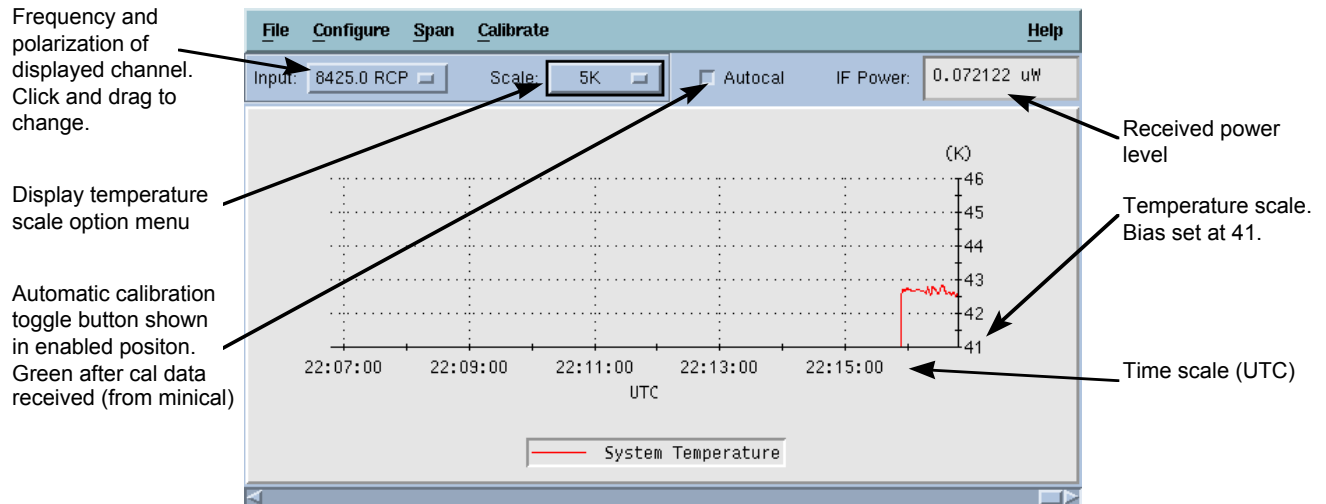 Frequency and
polarization of
displayed channel.
Click and drag to
change.
Display temperature
scale option menu
Automatic calibration
toggle button shown
in enabled positon.
Green after cal data
received (from minical)
File Configure Span Calibrate Help
Input: 8425.0 RCP Scale: 5K Autocal IF Power: 0.072122 uW
(K)
46
45
44
43
42
41
22:07:00 22:09:00 22:11:00 22:13:00 22:15:00
UTC
System Temperature
Received power
level
Temperature scale.
Bias set at 41.
Time scale (UTC)